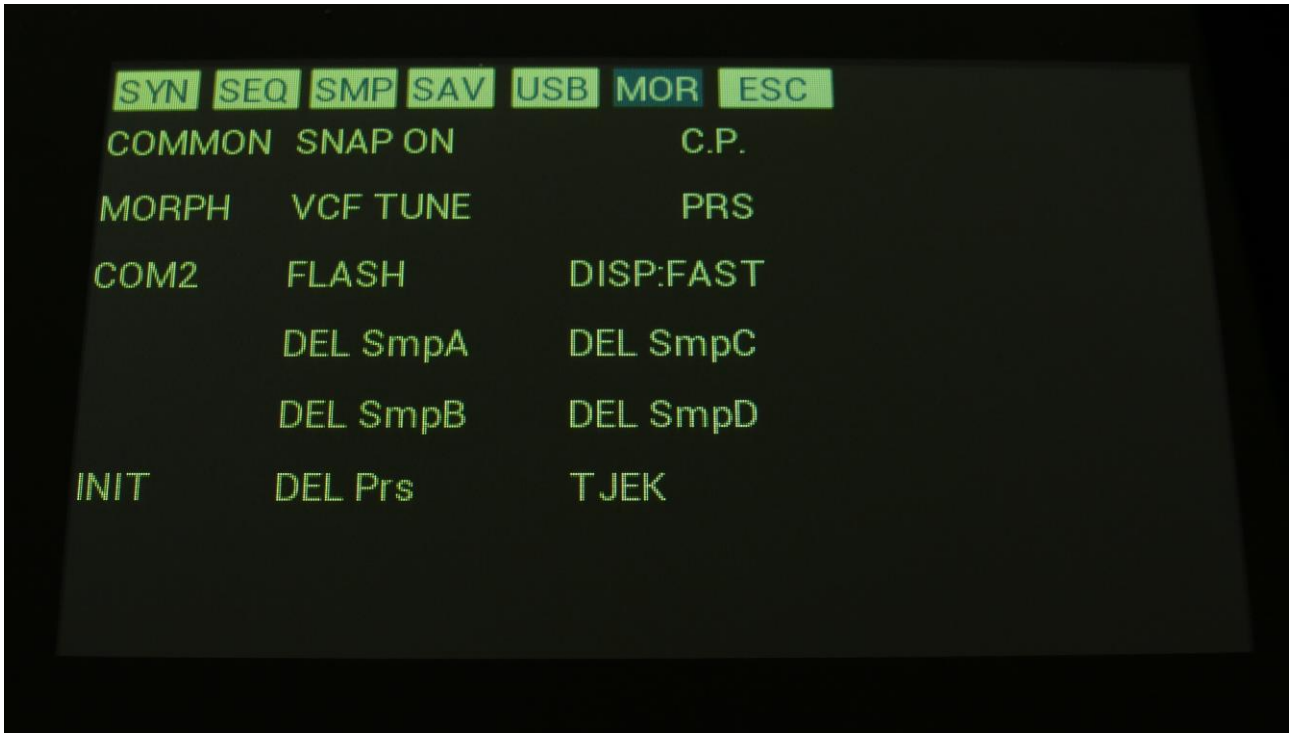 SYN SEQ SMP SAV USB MOR ESC
COMMON SNAP ON C.P.
MORPH VCF TUNE PRS
COM2 FLASH DISP:FAST
DEL SmpA DEL SmpC
DEL SmpB DEL SmpD
INIT DEL Prs TJEK